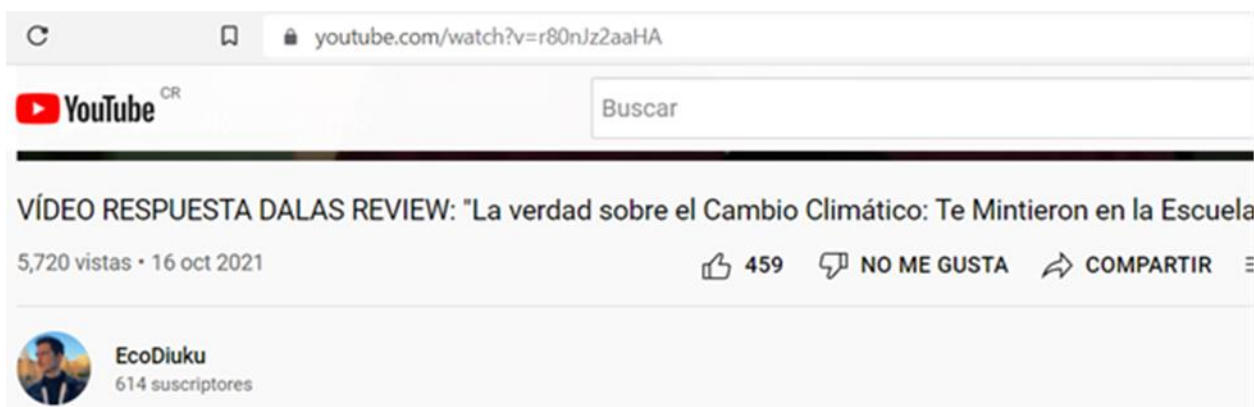 youtube.com/watch?v=r80nJz2aaHA
YouTube CR
Buscar
VÍDEO RESPUESTA DALAS REVIEW: "La verdad sobre el Cambio Climático: Te Mintieron en la Escuela
5,720 vistas • 16 oct 2021 459 NO ME GUSTA COMPARTIR
EcoDiuku
614 suscriptores